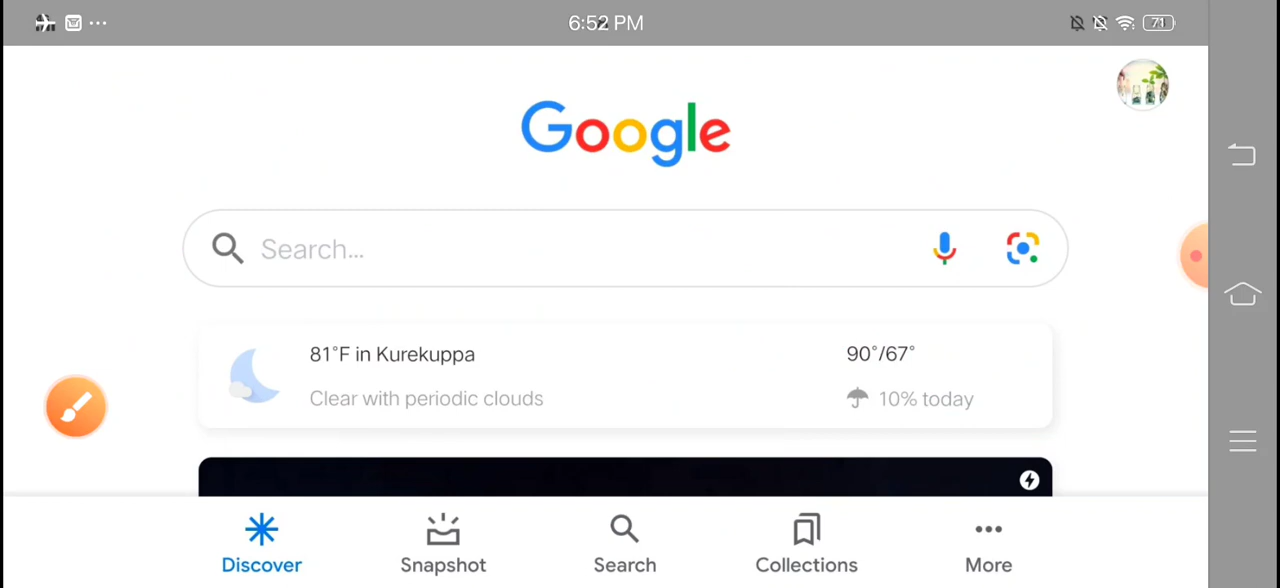 6:52 PM
71
Google
Search...
81°F in Kurekuppa
90°/67°
Clear with periodic clouds
10% today
Discover
Snapshot
Search
Collections
More